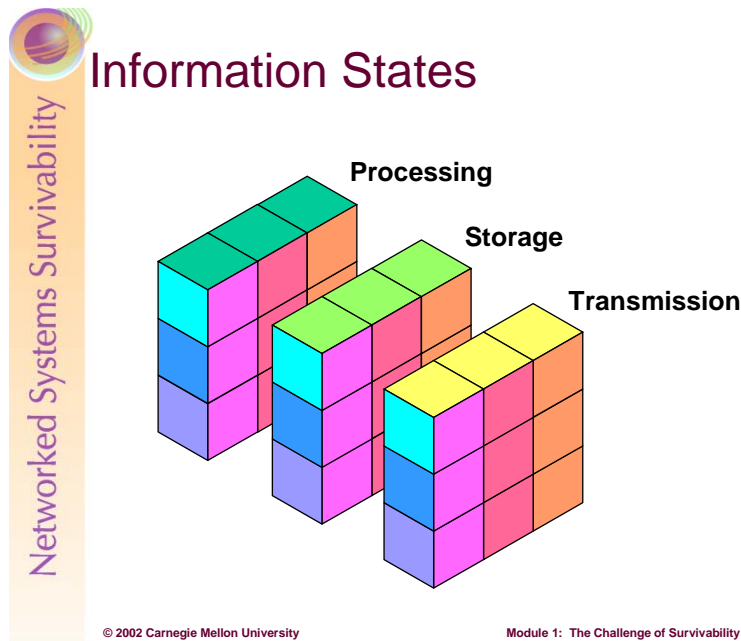 Networked Systems Survivability
Information States
Processing
Storage
Transmission
© 2002 Carnegie Mellon University
Module 1: The Challenge of Survivability